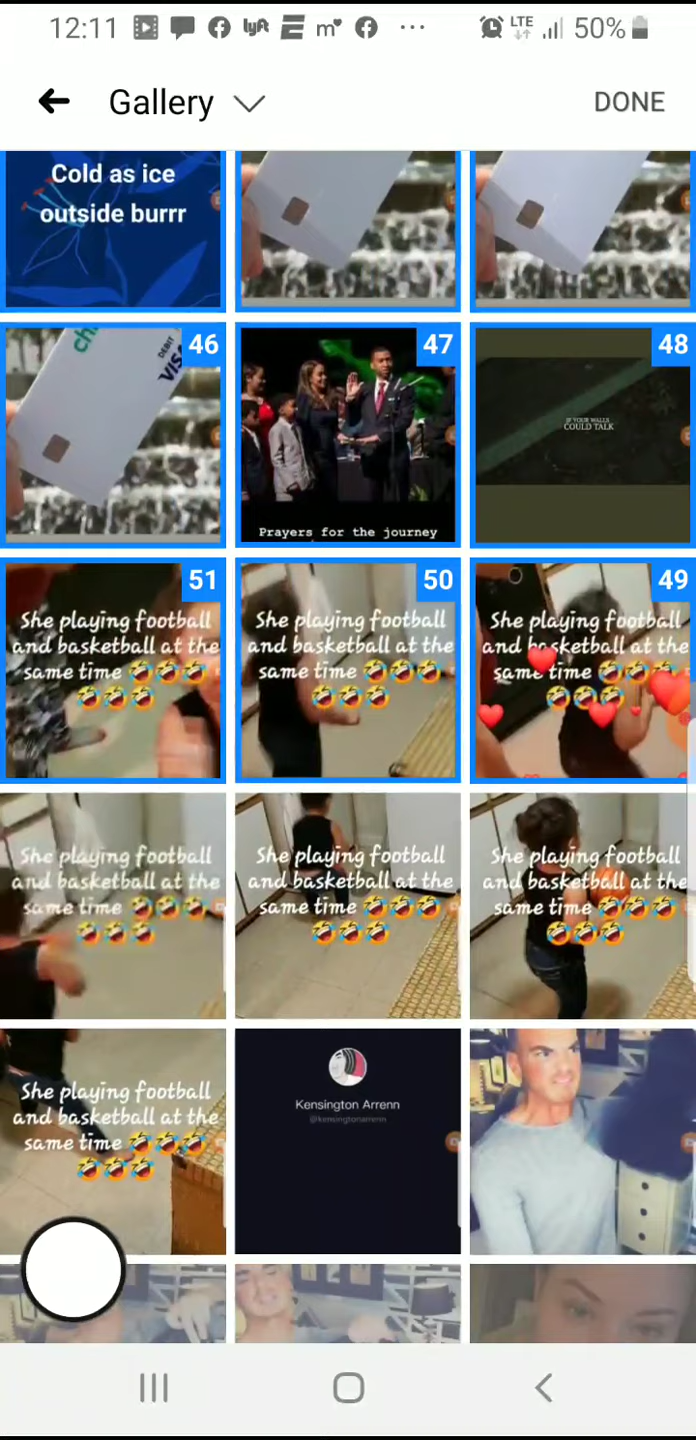 12:11
lyft
m
LTE
50%
Gallery
DONE
Cold as ice
outside burrr
46
DEBIT
VIS
47
Prayers for the journey
48
IF YOUR WALLS
COULD TALK
51
She playing football
and basketball at the
same time 🤣🤣🤣
🤣🤣🤣
50
She playing football
and basketball at the
same time 🤣🤣🤣
🤣🤣🤣
49
She playing football
and basketball at the
same time 🤣🤣🤣
🤣🤣🤣
She playing football
and basketball at the
same time 🤣🤣🤣
🤣🤣🤣
She playing football
and basketball at the
same time 🤣🤣🤣
🤣🤣🤣
She playing football
and basketball at the
same time 🤣🤣🤣
🤣🤣🤣
She playing football
and basketball at the
same time 🤣🤣🤣
🤣🤣🤣
Kensington Arrenn
@kensingtonarrenn